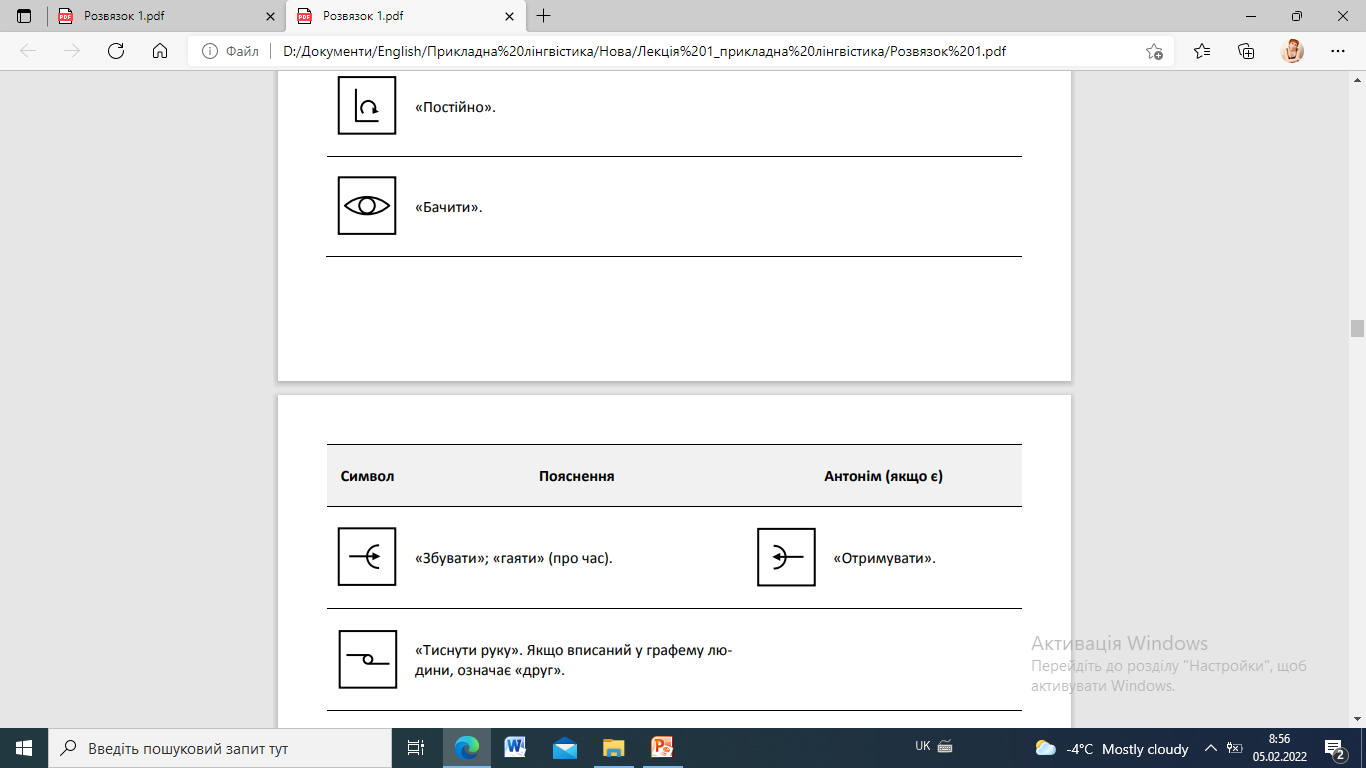 Розвязок 1.pdf
Розвязок 1.pdf
Файл
D:/Документи/English/Прикладна%20лінгвістика/Нова/Лекція%201_прикладна%20лінгвістика/Розвязок%201.pdf
«Постійно».
«Бачити».
Символ Пояснення Антонім (якщо є)
«Збувати»; «гаяти» (про час). «Отримувати».
«Тиснути руку». Якщо вписаний у графему лю-
дини, означає «друг».
Активація Windows
Перейдіть до розділу "Настройки", щоб
активувати Windows.
Введіть пошуковий запит тут
UK
-4°C Mostly cloudy
8:56
05.02.2022
2